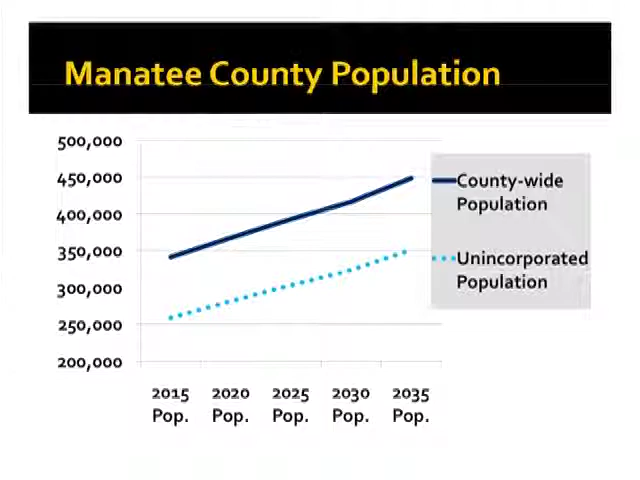 Manatee County Population
500,000
450,000
400,000
350,000
300,000
250,000
200,000
2015 Pop.
2020 Pop.
2025 Pop.
2030 Pop.
2035 Pop.
County-wide
Population
Unincorporated
Population